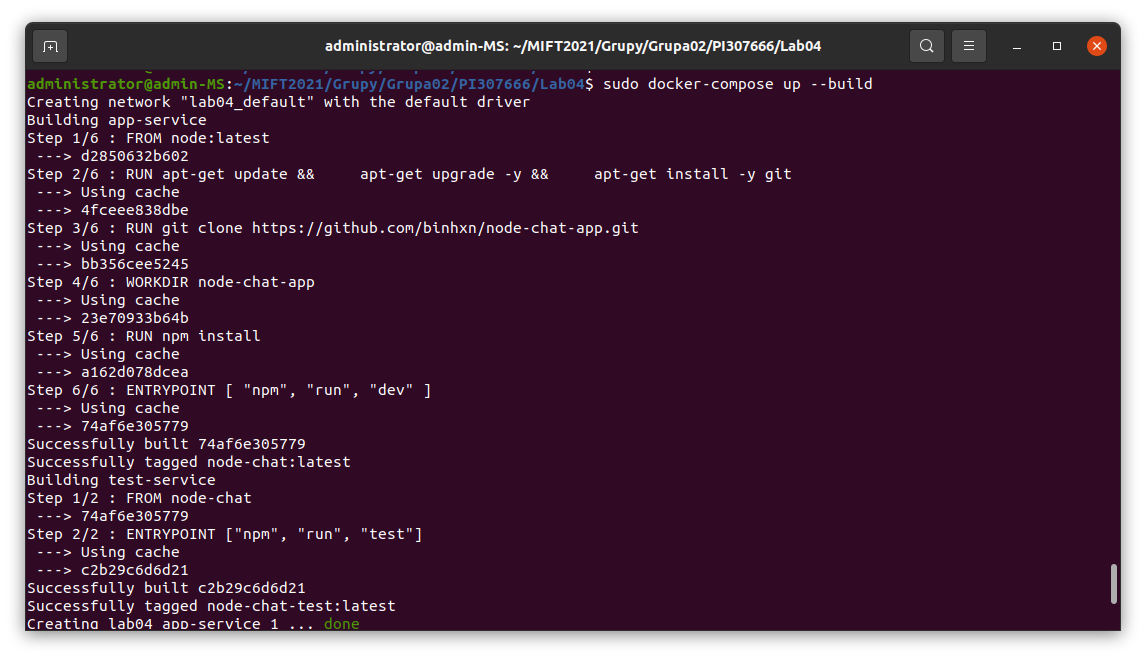 administrator@admin-MS: ~/MIFT2021/Grupy/Grupa02/PI307666/Lab04
administrator@admin-MS:~/MIFT2021/Grupy/Grupa02/PI307666/Lab04$ sudo docker-compose up --build
Creating network "lab04_default" with the default driver
Building app-service
Step 1/6 : FROM node:latest
 ---> d2850632b602
Step 2/6 : RUN apt-get update &&     apt-get upgrade -y &&     apt-get install -y git
 ---> Using cache
 ---> 4fceee838dbe
Step 3/6 : RUN git clone https://github.com/binhxn/node-chat-app.git
 ---> Using cache
 ---> bb356cee5245
Step 4/6 : WORKDIR node-chat-app
 ---> Using cache
 ---> 23e70933b64b
Step 5/6 : RUN npm install
 ---> Using cache
 ---> a162d078dcea
Step 6/6 : ENTRYPOINT [ "npm", "run", "dev" ]
 ---> Using cache
 ---> 74af6e305779
Successfully built 74af6e305779
Successfully tagged node-chat:latest
Building test-service
Step 1/2 : FROM node-chat
 ---> 74af6e305779
Step 2/2 : ENTRYPOINT ["npm", "run", "test"]
 ---> Using cache
 ---> c2b29c6d6d21
Successfully built c2b29c6d6d21
Successfully tagged node-chat-test:latest
Creating lab04_app-service_1 ... done